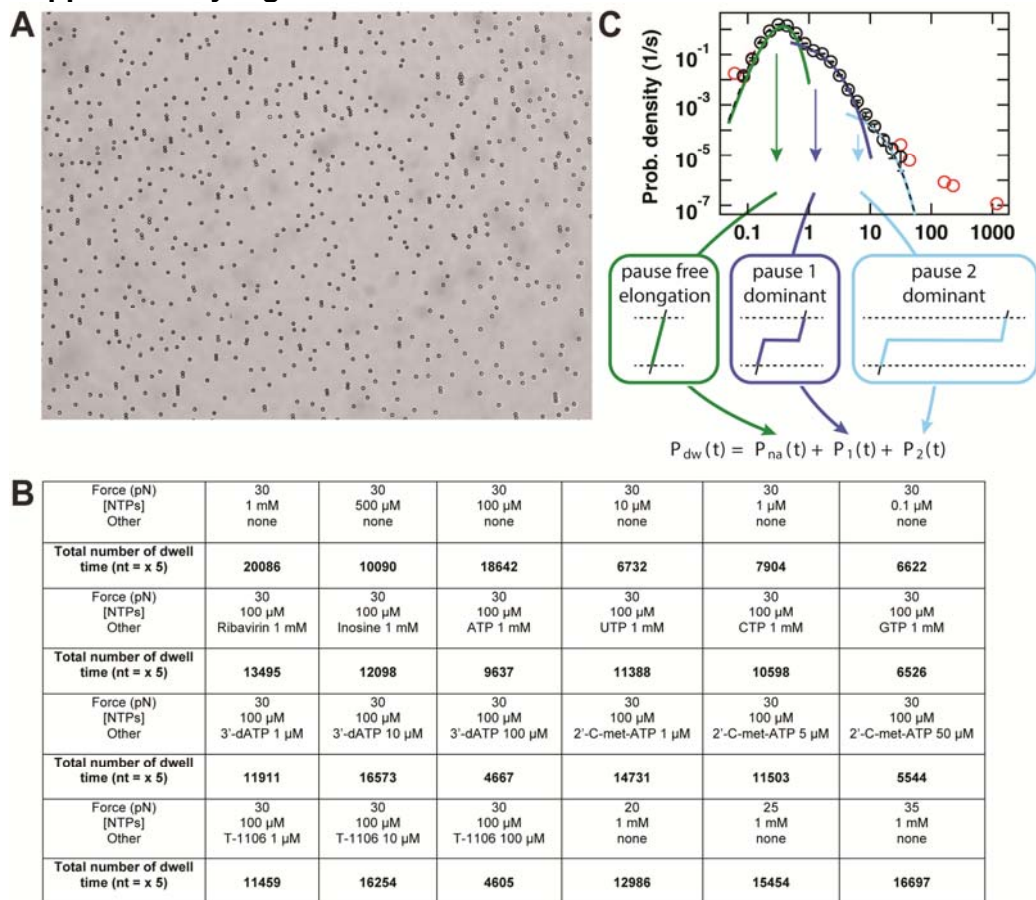 A
C
Prob. density (1/s)
10⁻¹
10⁻³
10⁻⁵
10⁻⁷
0.1 1 10 100 1000
pause free pause 1 pause 2
elongation dominant dominant
P_dw(t) = P_na(t) + P_1(t) + P_2(t)
B
Force (pN) 30 30 30 30 30 30
[NTPs] 1 mM 500 µM 100 µM 10 µM 1 µM 0.1 µM
Other none none none none none none
Total number of dwell
time (nt = x 5) 20086 10090 18642 6732 7904 6622
Force (pN) 30 30 30 30 30 30
[NTPs] 100 µM 100 µM 100 µM 100 µM 100 µM 100 µM
Other Ribavirin 1 mM Inosine 1 mM ATP 1 mM UTP 1 mM CTP 1 mM GTP 1 mM
Total number of dwell
time (nt = x 5) 13495 12098 9637 11388 10598 6526
Force (pN) 30 30 30 30 30 30
[NTPs] 100 µM 100 µM 100 µM 100 µM 100 µM 100 µM
Other 3'-dATP 1 µM 3'-dATP 10 µM 3'-dATP 100 µM 2'-C-met-ATP 1 µM 2'-C-met-ATP 5 µM 2'-C-met-ATP 50 µM
Total number of dwell
time (nt = x 5) 11911 16573 4667 14731 11503 5544
Force (pN) 30 30 30 20 25 35
[NTPs] 100 µM 100 µM 100 µM 1 mM 1 mM 1 mM
Other T-1106 1 µM T-1106 10 µM T-1106 100 µM none none none
Total number of dwell
time (nt = x 5) 11459 16254 4605 12986 15454 16697